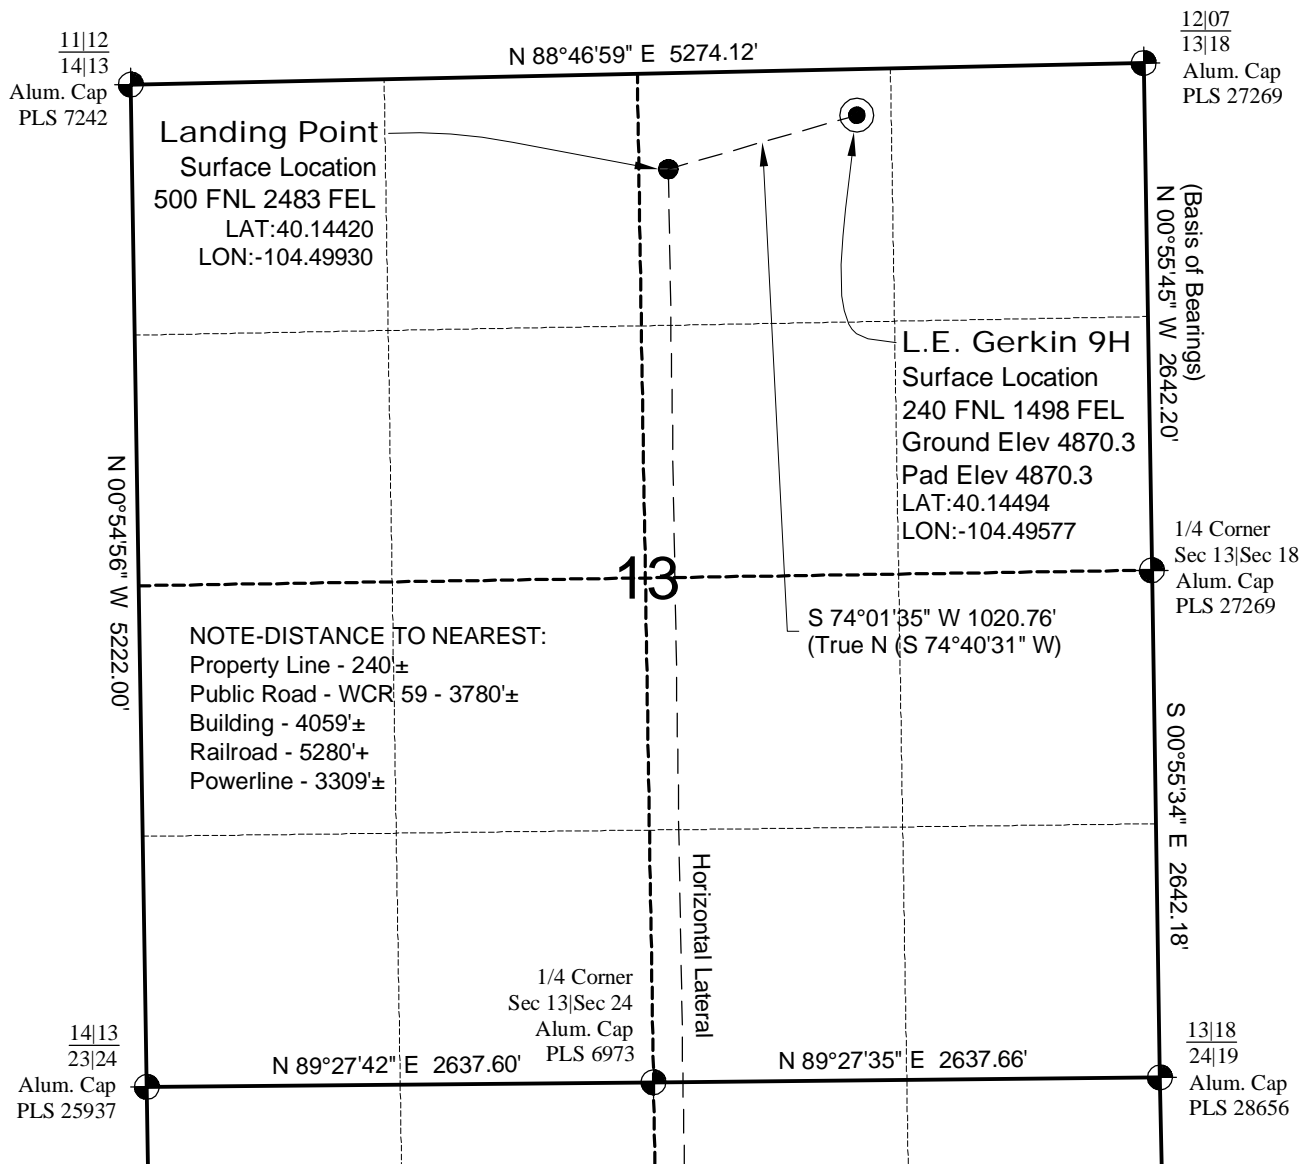 11|12
14|13
Alum. Cap
PLS 7242
N 88°46'59" E 5274.12'
12|07
13|18
Alum. Cap
PLS 27269
Landing Point
Surface Location
500 FNL 2483 FEL
LAT:40.14420
LON:-104.49930
(Basis of Bearings)
N 00°55'45" W 2642.20'
L.E. Gerkin 9H
Surface Location
240 FNL 1498 FEL
Ground Elev 4870.3
Pad Elev 4870.3
LAT:40.14494
LON:-104.49577
N 00°54'56" W 5222.00'
1/4 Corner
Sec 13|Sec 18
Alum. Cap
PLS 27269
13
S 74°01'35" W 1020.76'
(True N (S 74°40'31" W)
NOTE-DISTANCE TO NEAREST:
Property Line - 240'±
Public Road - WCR 59 - 3780'±
Building - 4059'±
Railroad - 5280'+
Powerline - 3309'±
S 00°55'34" E 2642.18'
Horizontal Lateral
1/4 Corner
Sec 13|Sec 24
Alum. Cap
PLS 6973
14|13
23|24
Alum. Cap
PLS 25937
N 89°27'42" E 2637.60'
N 89°27'35" E 2637.66'
13|18
24|19
Alum. Cap
PLS 28656